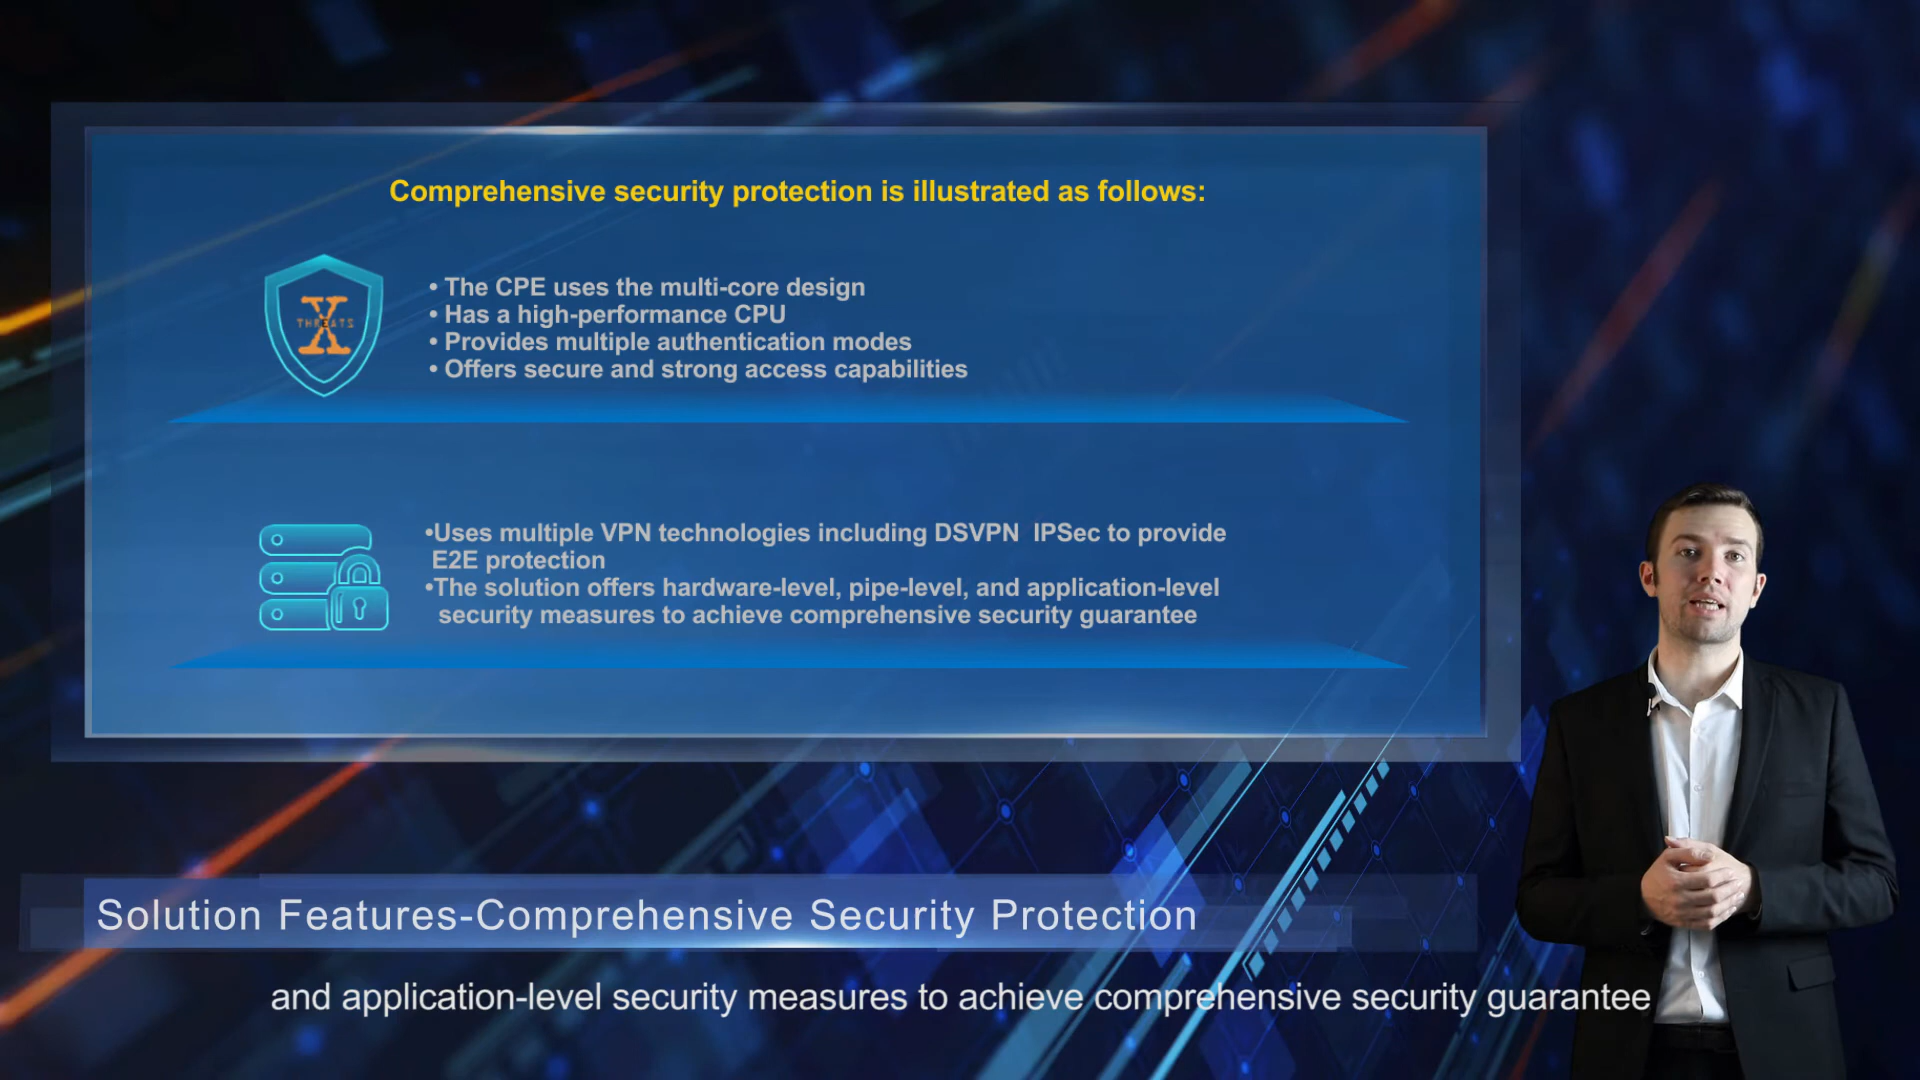 Comprehensive security protection is illustrated as follows:
X
THREATS
• The CPE uses the multi-core design
• Has a high-performance CPU
• Provides multiple authentication modes
• Offers secure and strong access capabilities
•Uses multiple VPN technologies including DSVPN  IPSec to provide
E2E protection
•The solution offers hardware-level, pipe-level, and application-level
security measures to achieve comprehensive security guarantee
Solution Features-Comprehensive Security Protection
and application-level security measures to achieve comprehensive security guarantee